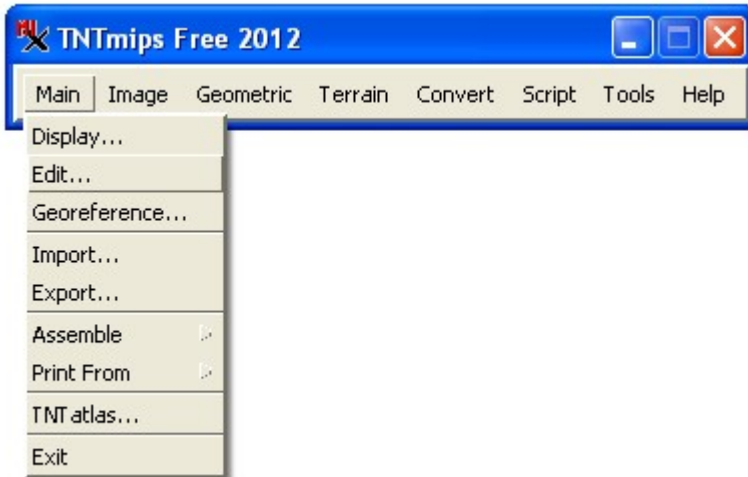 TNTmips Free 2012
Main Image Geometric Terrain Convert Script Tools Help
Display...
Edit...
Georeference...
Import...
Export...
Assemble
Print From
TNTatlas...
Exit